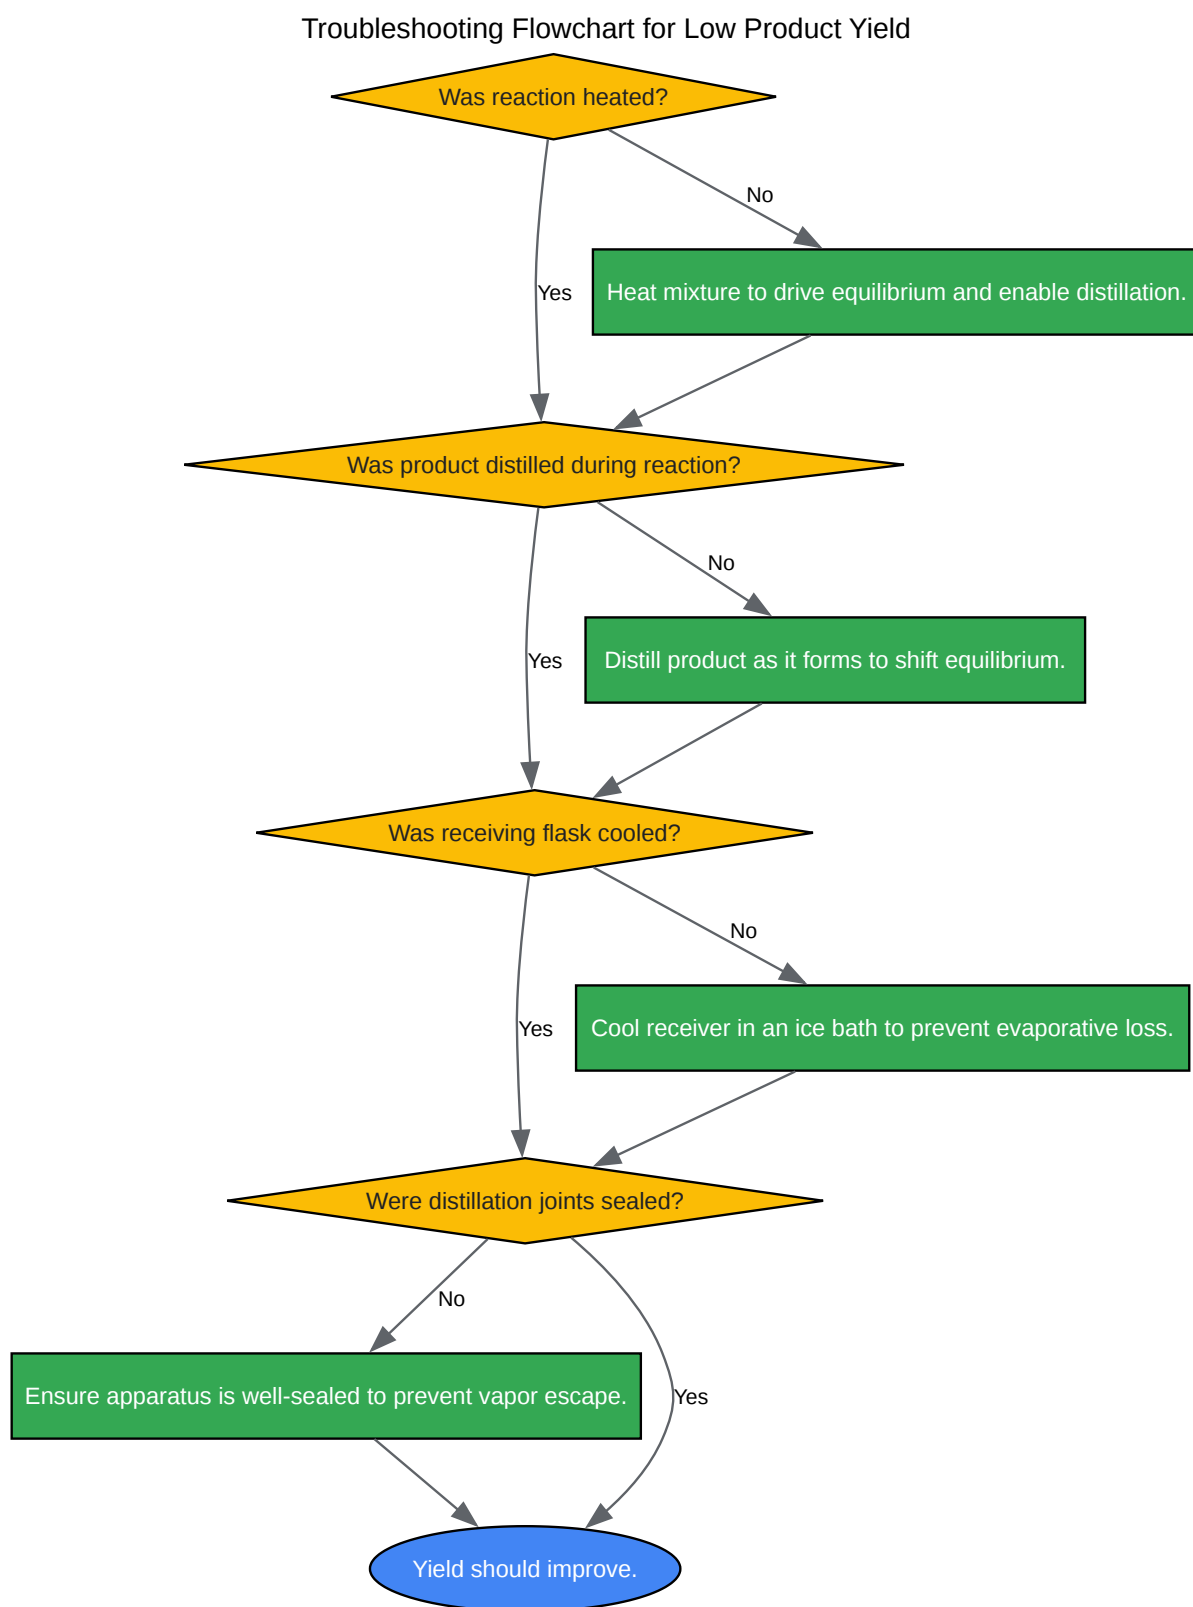 Troubleshooting Flowchart for Low Product Yield
Was reaction heated?
No
Yes
Heat mixture to drive equilibrium and enable distillation.
Was product distilled during reaction?
No
Yes
Distill product as it forms to shift equilibrium.
Was receiving flask cooled?
No
Yes
Cool receiver in an ice bath to prevent evaporative loss.
Were distillation joints sealed?
No
Ensure apparatus is well-sealed to prevent vapor escape.
Yes
Yield should improve.